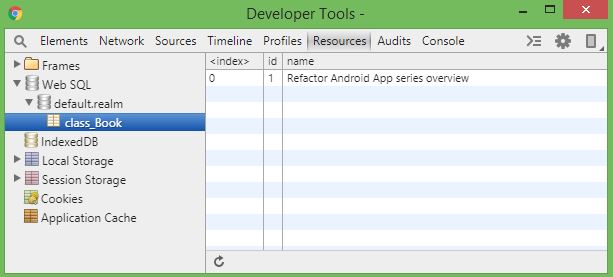 Developer Tools -
Elements Network Sources Timeline Profiles Resources Audits Console
Frames
Web SQL
default.realm
class_Book
IndexedDB
Local Storage
Session Storage
Cookies
Application Cache
<index> id name
0 1 Refactor Android App series overview